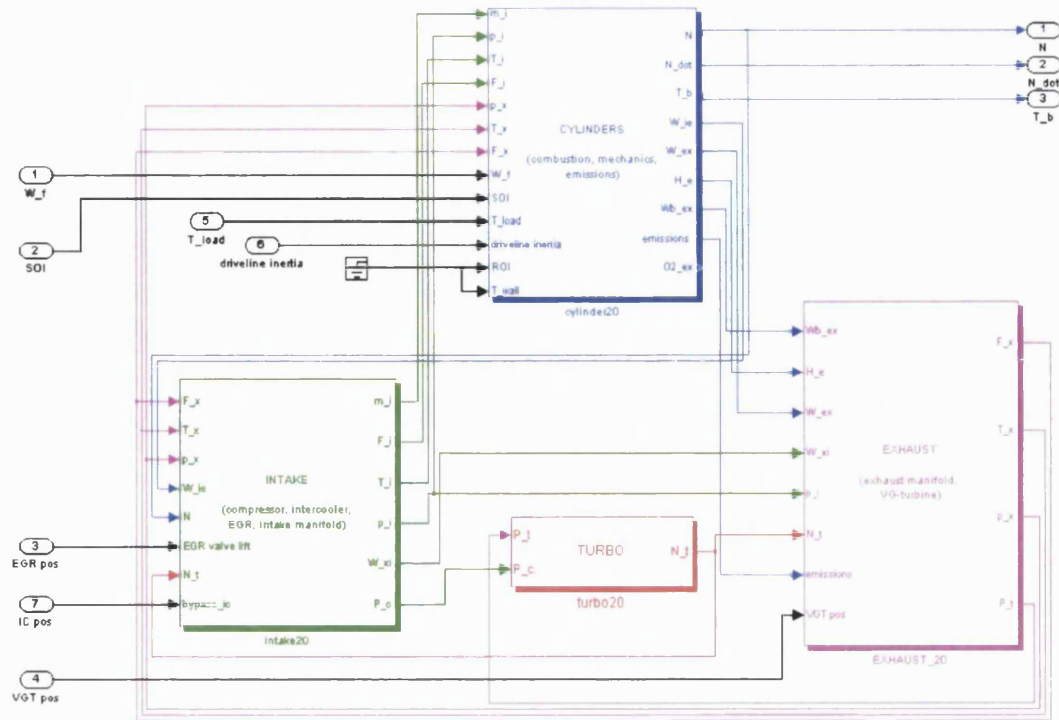 m_i
p_i
T_i
F_i
p_x
T_x
F_x
W_f
SOI
T_load
driveline inertia
ROI
T_wall
CYLINDERS
(combustion, mechanics,
emissions)
N
N_dot
T_b
W_ie
W_ex
H_e
Wb_ex
emissions
O2_ex
cylinder20
1
N
2
N_dot
3
T_b
1
W_f
2
SOI
5
T_load
6
driveline inertia
F_x
T_x
p_x
W_ie
N
EGR valve lift
N_t
bypass_ic
INTAKE
(compressor, intercooler,
EGR, intake manifold)
m_i
F_i
T_i
p_i
W_xi
P_c
intake20
3
EGR pos
7
IC pos
4
VGT pos
P_t
P_c
TURBO
N_t
turbo20
Wb_ex
H_e
W_ex
W_xi
p_i
N_t
emissions
VGT pos
EXHAUST
(exhaust manifold,
VG-turbine)
F_x
T_x
p_x
P_t
EXHAUST_20